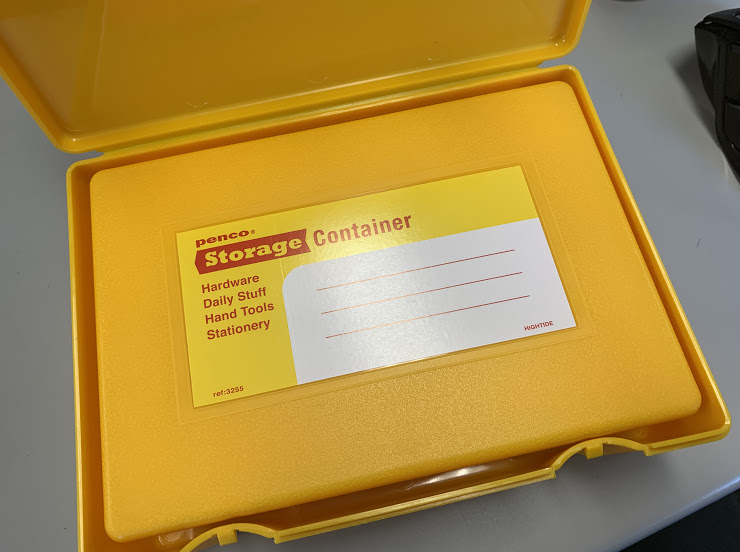 penco®
Storage Container
Hardware
Daily Stuff
Hand Tools
Stationery
HIGHTIDE
ref:3255